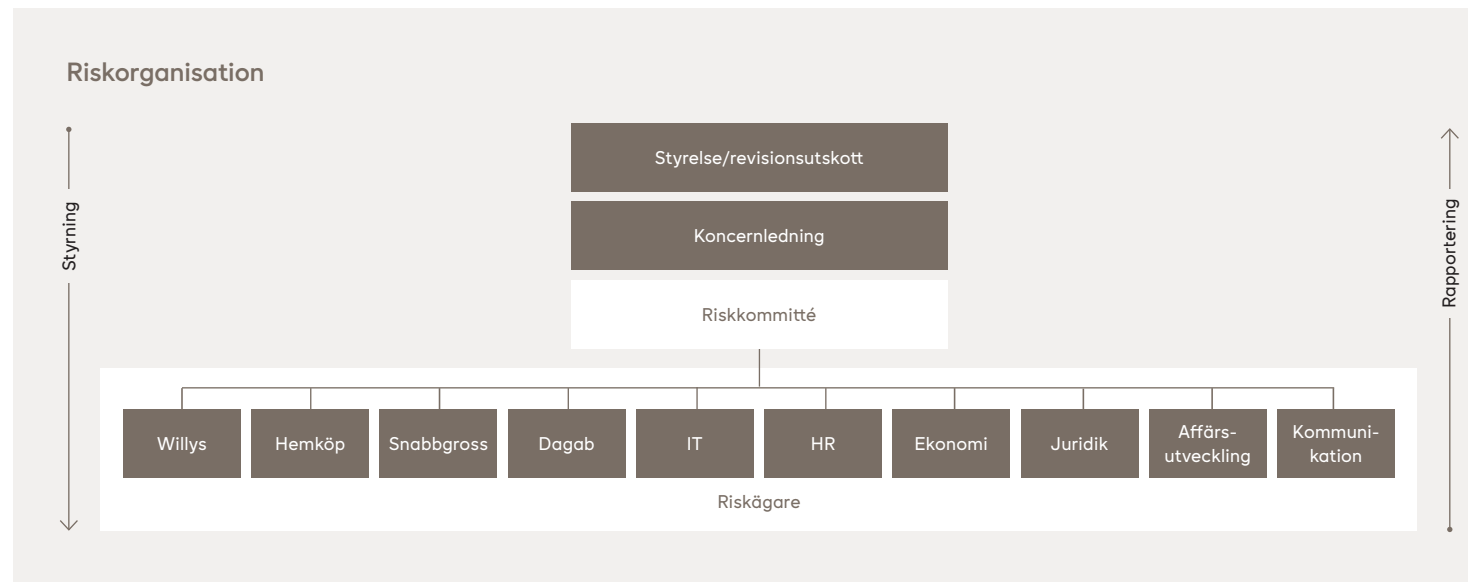 Riskorganisation
Styrning
Rapportering
Styrelse/revisionsutskott
Koncernledning
Riskkommitté
Willys
Hemköp
Snabbgross
Dagab
IT
HR
Ekonomi
Juridik
Affärs-
utveckling
Kommuni-
kation
Riskägare